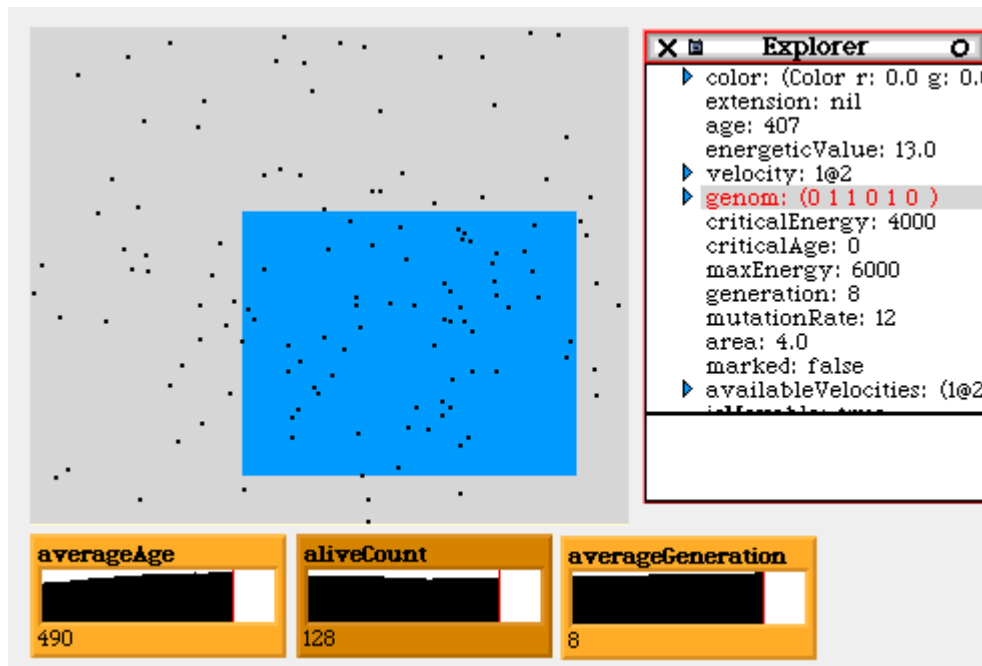 Explorer
color: (Color r: 0.0 g: 0.
extension: nil
age: 407
energeticValue: 13.0
velocity: 1@2
genom: (0 1 1 0 1 0 )
criticalEnergy: 4000
criticalAge: 0
maxEnergy: 6000
generation: 8
mutationRate: 12
area: 4.0
marked: false
availableVelocities: (1@2
averageAge
490
aliveCount
128
averageGeneration
8